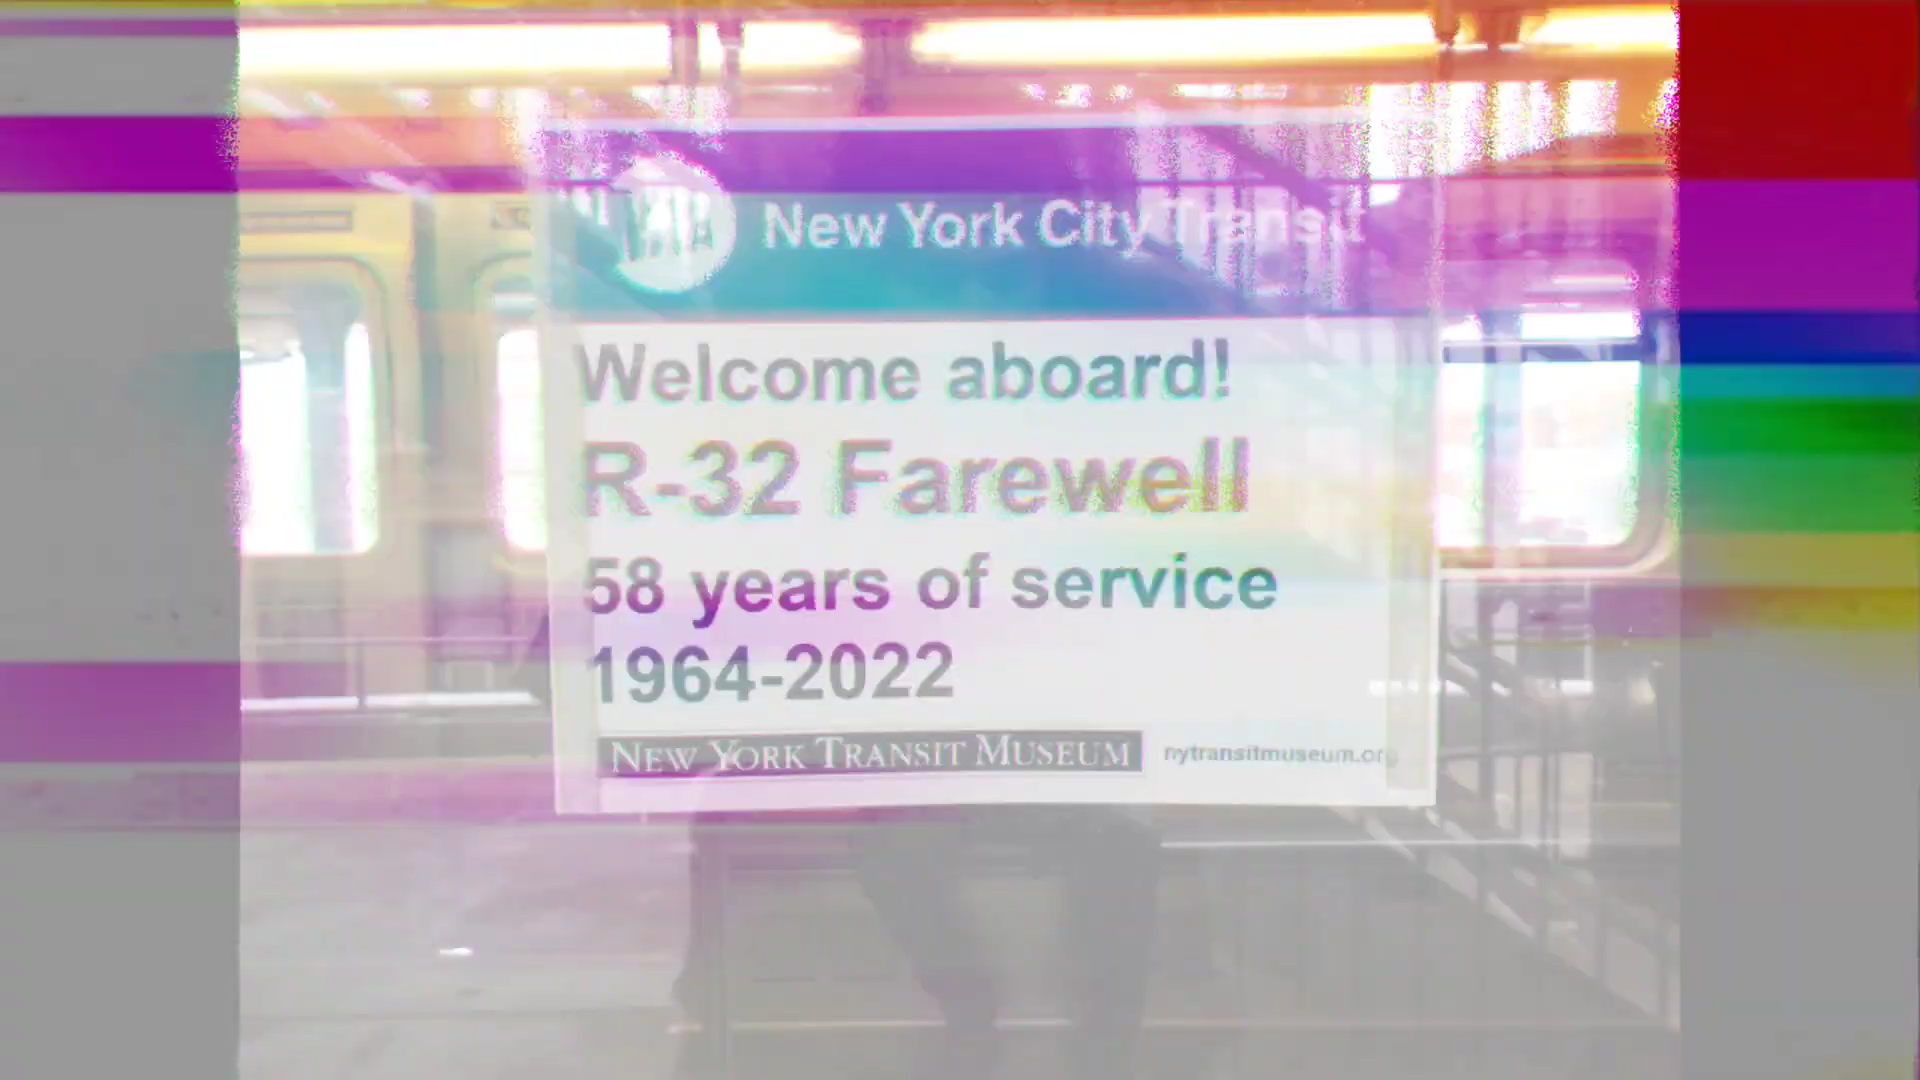 New York City Transit
Welcome aboard!
R-32 Farewell
58 years of service
1964-2022
NEW YORK TRANSIT MUSEUM nytransitmuseum.org